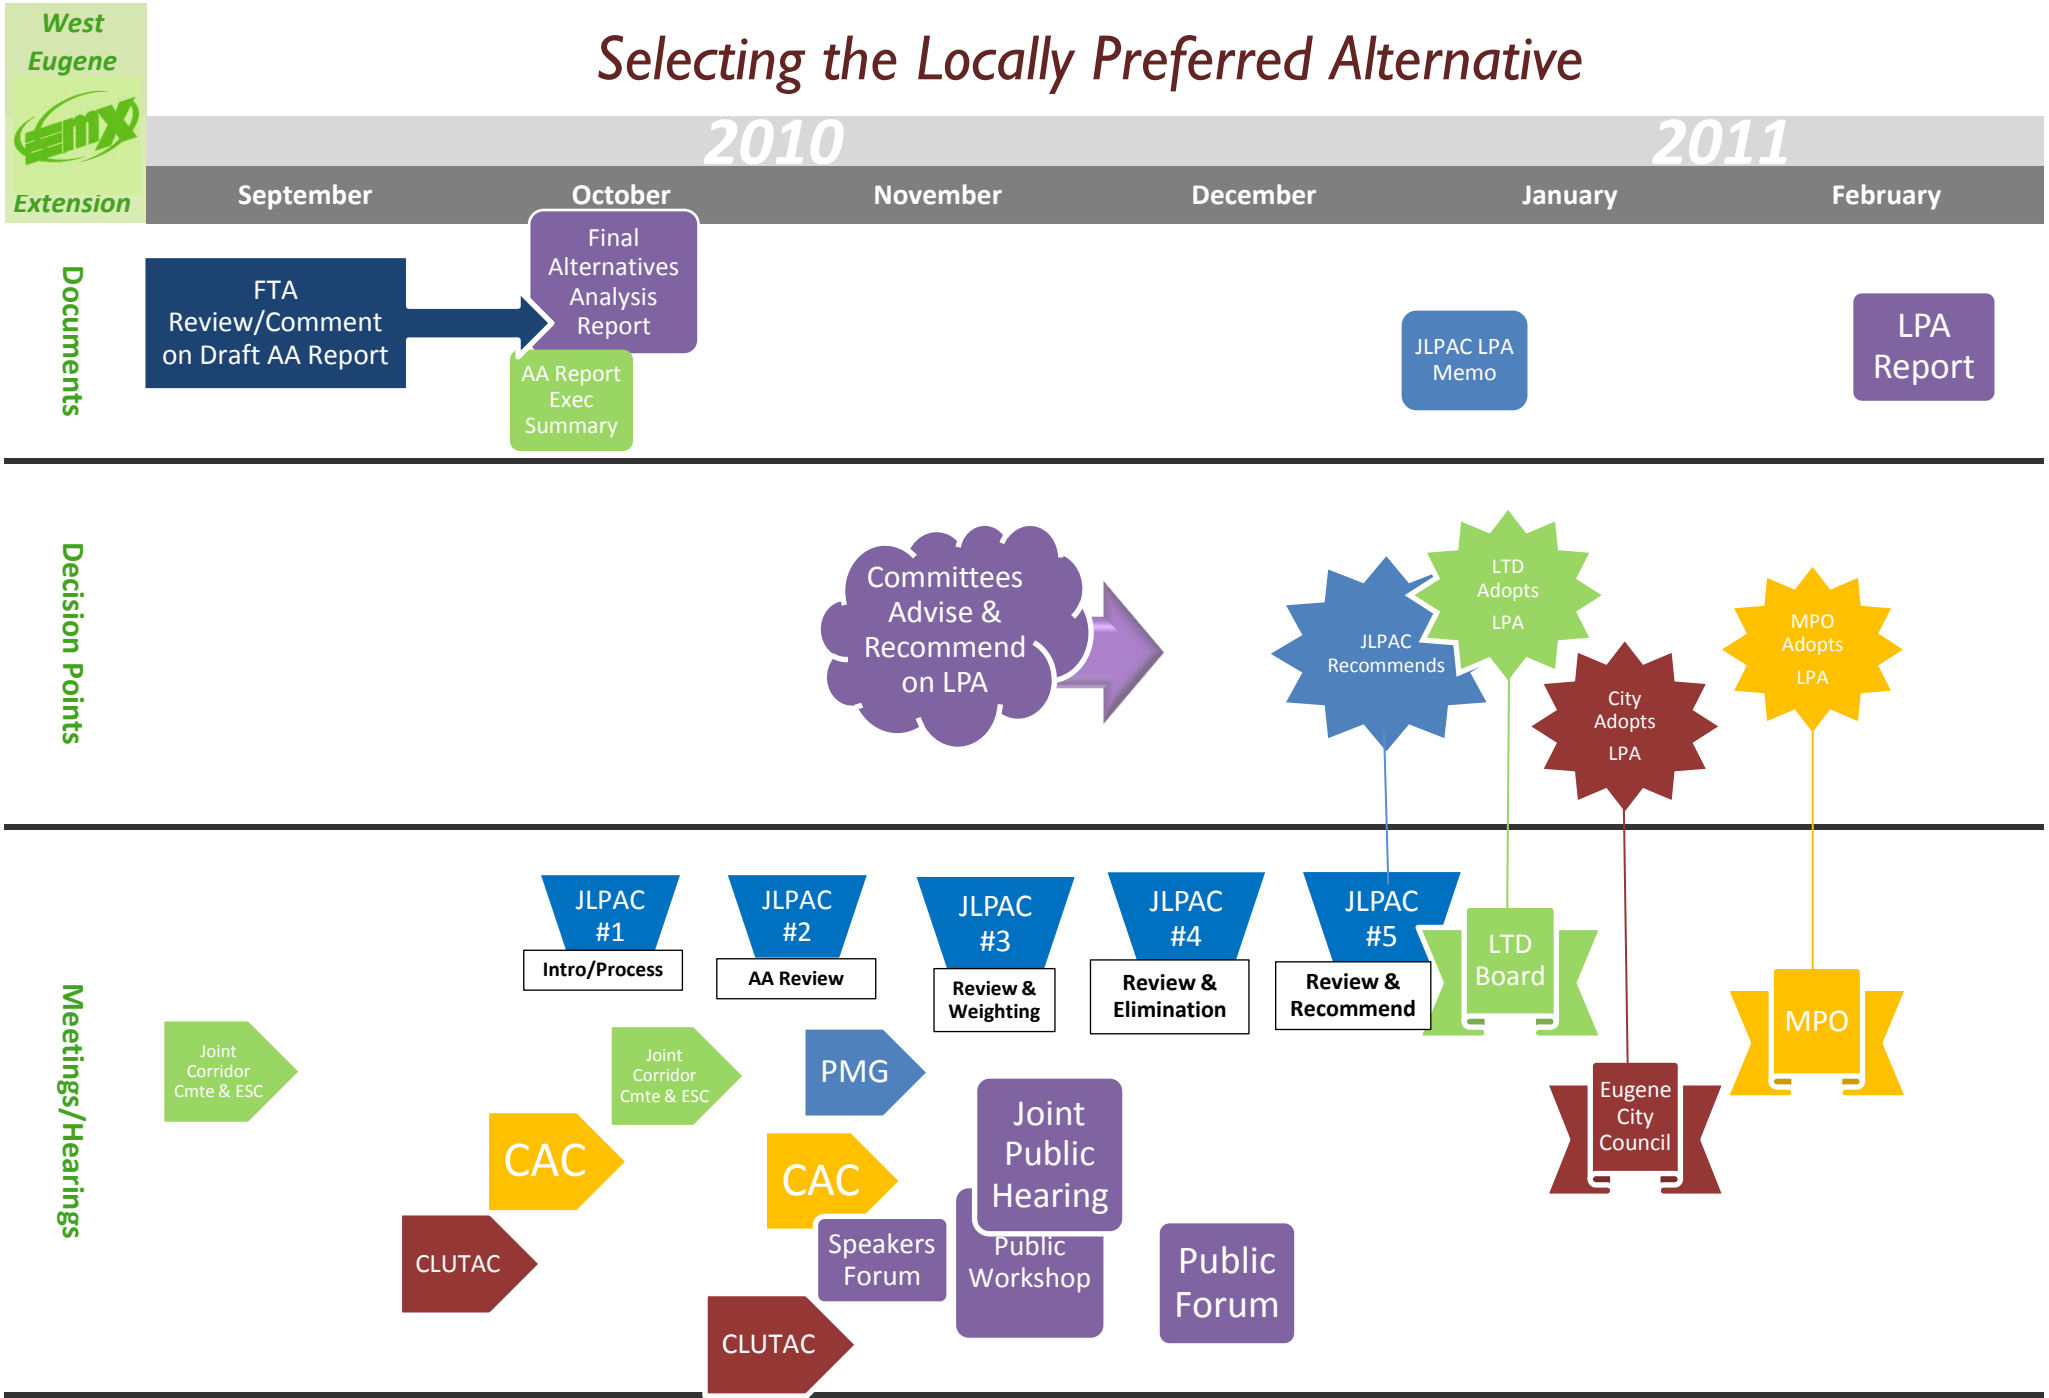 West
Eugene
EmX
Extension
Selecting the Locally Preferred Alternative
2010
2011
September
October
November
December
January
February
Documents
FTA
Review/Comment
on Draft AA Report
Final
Alternatives
Analysis
Report
AA Report
Exec
Summary
JLPAC LPA
Memo
LPA
Report
Decision Points
Committees
Advise &
Recommend
on LPA
JLPAC
Recommends
LTD
Adopts
LPA
City
Adopts
LPA
MPO
Adopts
LPA
Meetings/Hearings
JLPAC
#1
Intro/Process
JLPAC
#2
AA Review
JLPAC
#3
Review &
Weighting
JLPAC
#4
Review &
Elimination
JLPAC
#5
Review &
Recommend
LTD
Board
Eugene
City
Council
MPO
Joint
Corridor
Cmte & ESC
Joint
Corridor
Cmte & ESC
PMG
CAC
CAC
CLUTAC
CLUTAC
Speakers
Forum
Joint
Public
Hearing
Public
Workshop
Public
Forum